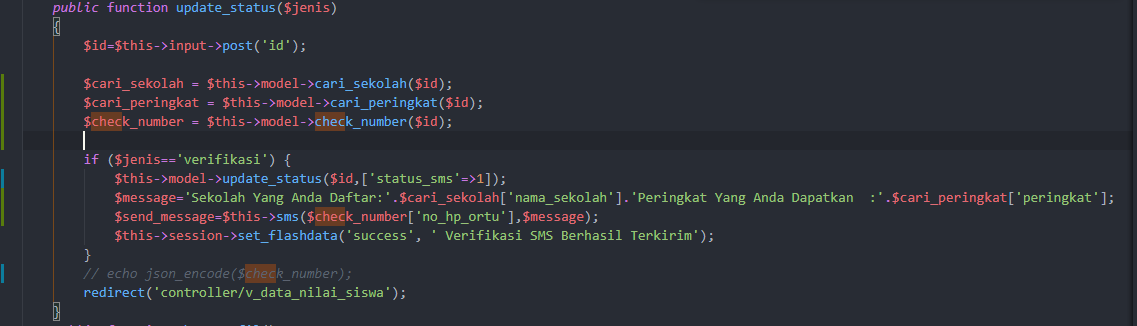 public function update_status($jenis)
{
$id=$this->input->post('id');
$cari_sekolah = $this->model->cari_sekolah($id);
$cari_peringkat = $this->model->cari_peringkat($id);
$check_number = $this->model->check_number($id);
if ($jenis=='verifikasi') {
$this->model->update_status($id,['status_sms'=>1]);
$message='Sekolah Yang Anda Daftar:'.$cari_sekolah['nama_sekolah'].'Peringkat Yang Anda Dapatkan  :'.$cari_peringkat['peringkat'];
$send_message=$this->sms($check_number['no_hp_ortu'],$message);
$this->session->set_flashdata('success', ' Verifikasi SMS Berhasil Terkirim');
}
// echo json_encode($check_number);
redirect('controller/v_data_nilai_siswa');
}